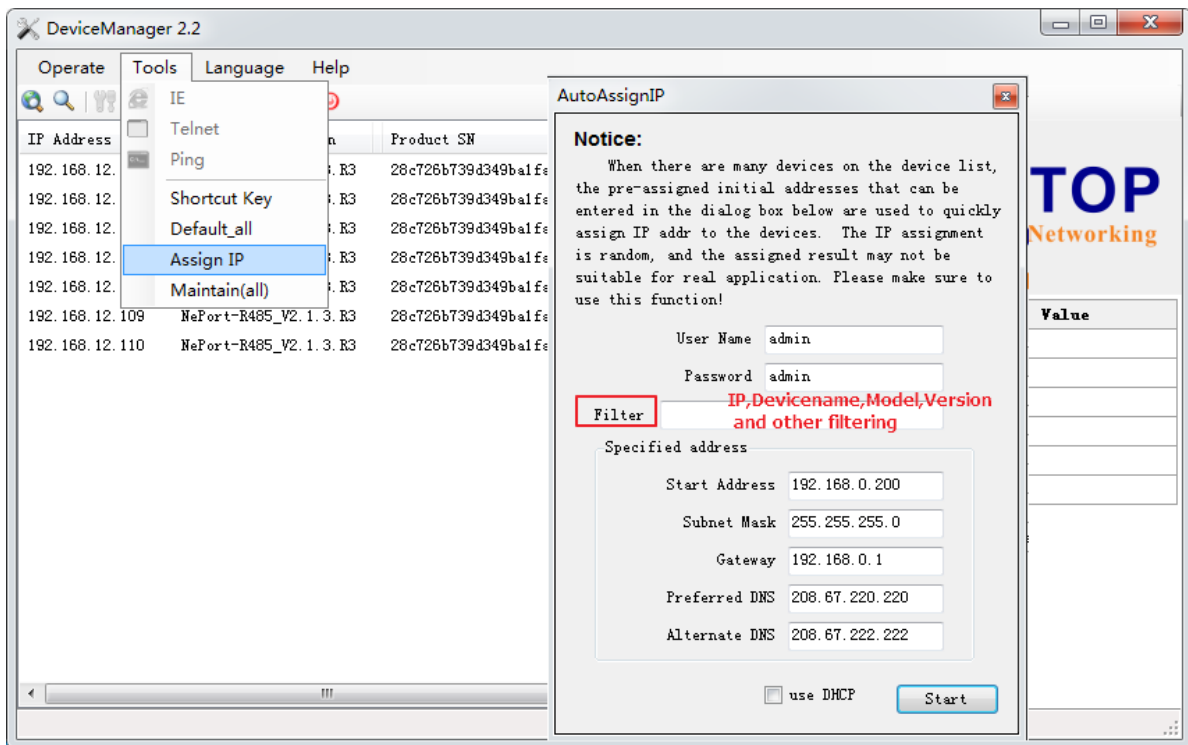 DeviceManager 2.2
Operate Tools Language Help
IE
Telnet
Ping
Shortcut Key
Default_all
Assign IP
Maintain(all)
IP Address Product SN
192.168.12. .R3 28c726b739d349ba1fe
192.168.12. .R3 28c726b739d349ba1fe
192.168.12. .R3 28c726b739d349ba1fe
192.168.12. .R3 28c726b739d349ba1fe
192.168.12. .R3 28c726b739d349ba1fe
192.168.12.109 NePort-R485_V2.1.3.R3 28c726b739d349ba1fe
192.168.12.110 NePort-R485_V2.1.3.R3 28c726b739d349ba1fe
AutoAssignIP
Notice:
When there are many devices on the device list,
the pre-assigned initial addresses that can be
entered in the dialog box below are used to quickly
assign IP addr to the devices. The IP assignment
is random, and the assigned result may not be
suitable for real application. Please make sure to
use this function!
User Name admin
Password admin
Filter
IP,Devicename,Model,Version
and other filtering
Specified address
Start Address 192.168.0.200
Subnet Mask 255.255.255.0
Gateway 192.168.0.1
Preferred DNS 208.67.220.220
Alternate DNS 208.67.222.222
use DHCP
Start
TOP
Networking
Value